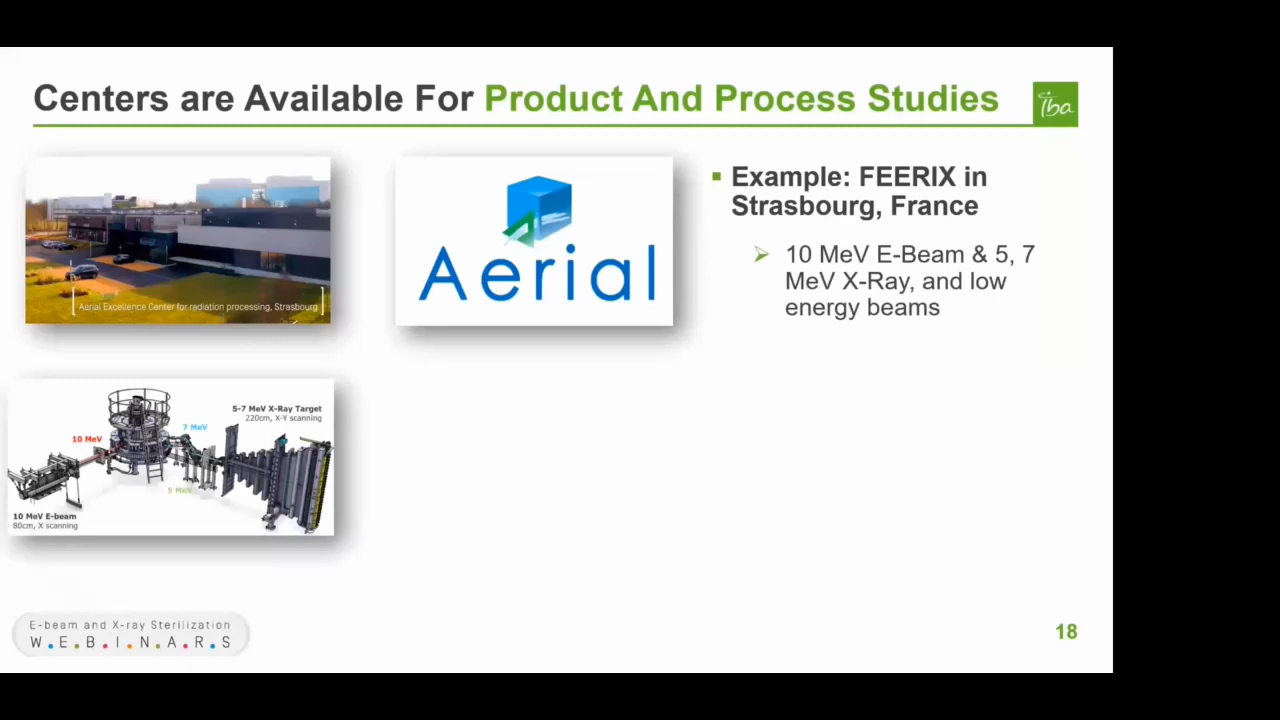 Centers are Available For Product And Process Studies
iba
Aerial Excellence Center for radiation processing, Strasbourg
Aerial
Example: FEERIX in
Strasbourg, France
10 MeV E-Beam & 5, 7
MeV X-Ray, and low
energy beams
5-7 MeV X-Ray Target
220cm, X-Y scanning
7 MeV
10 MeV
5 MeV
10 MeV E-beam
80cm, X scanning
E-beam and X-ray Sterilization
W.E.B.I.N.A.R.S
18